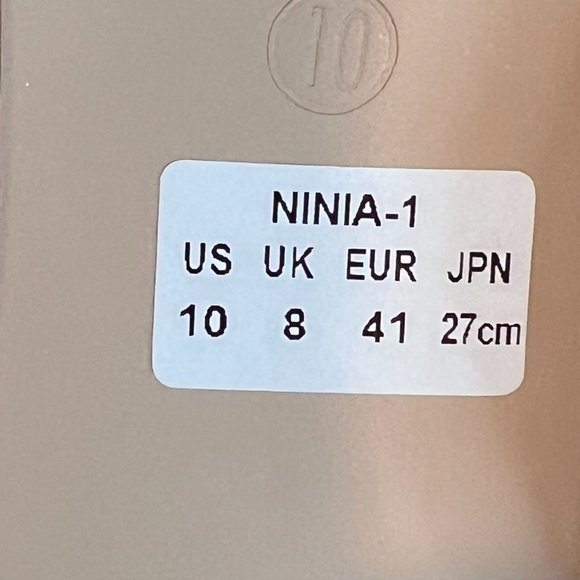 10
NINIA-1
US UK EUR JPN
10 8 41 27cm